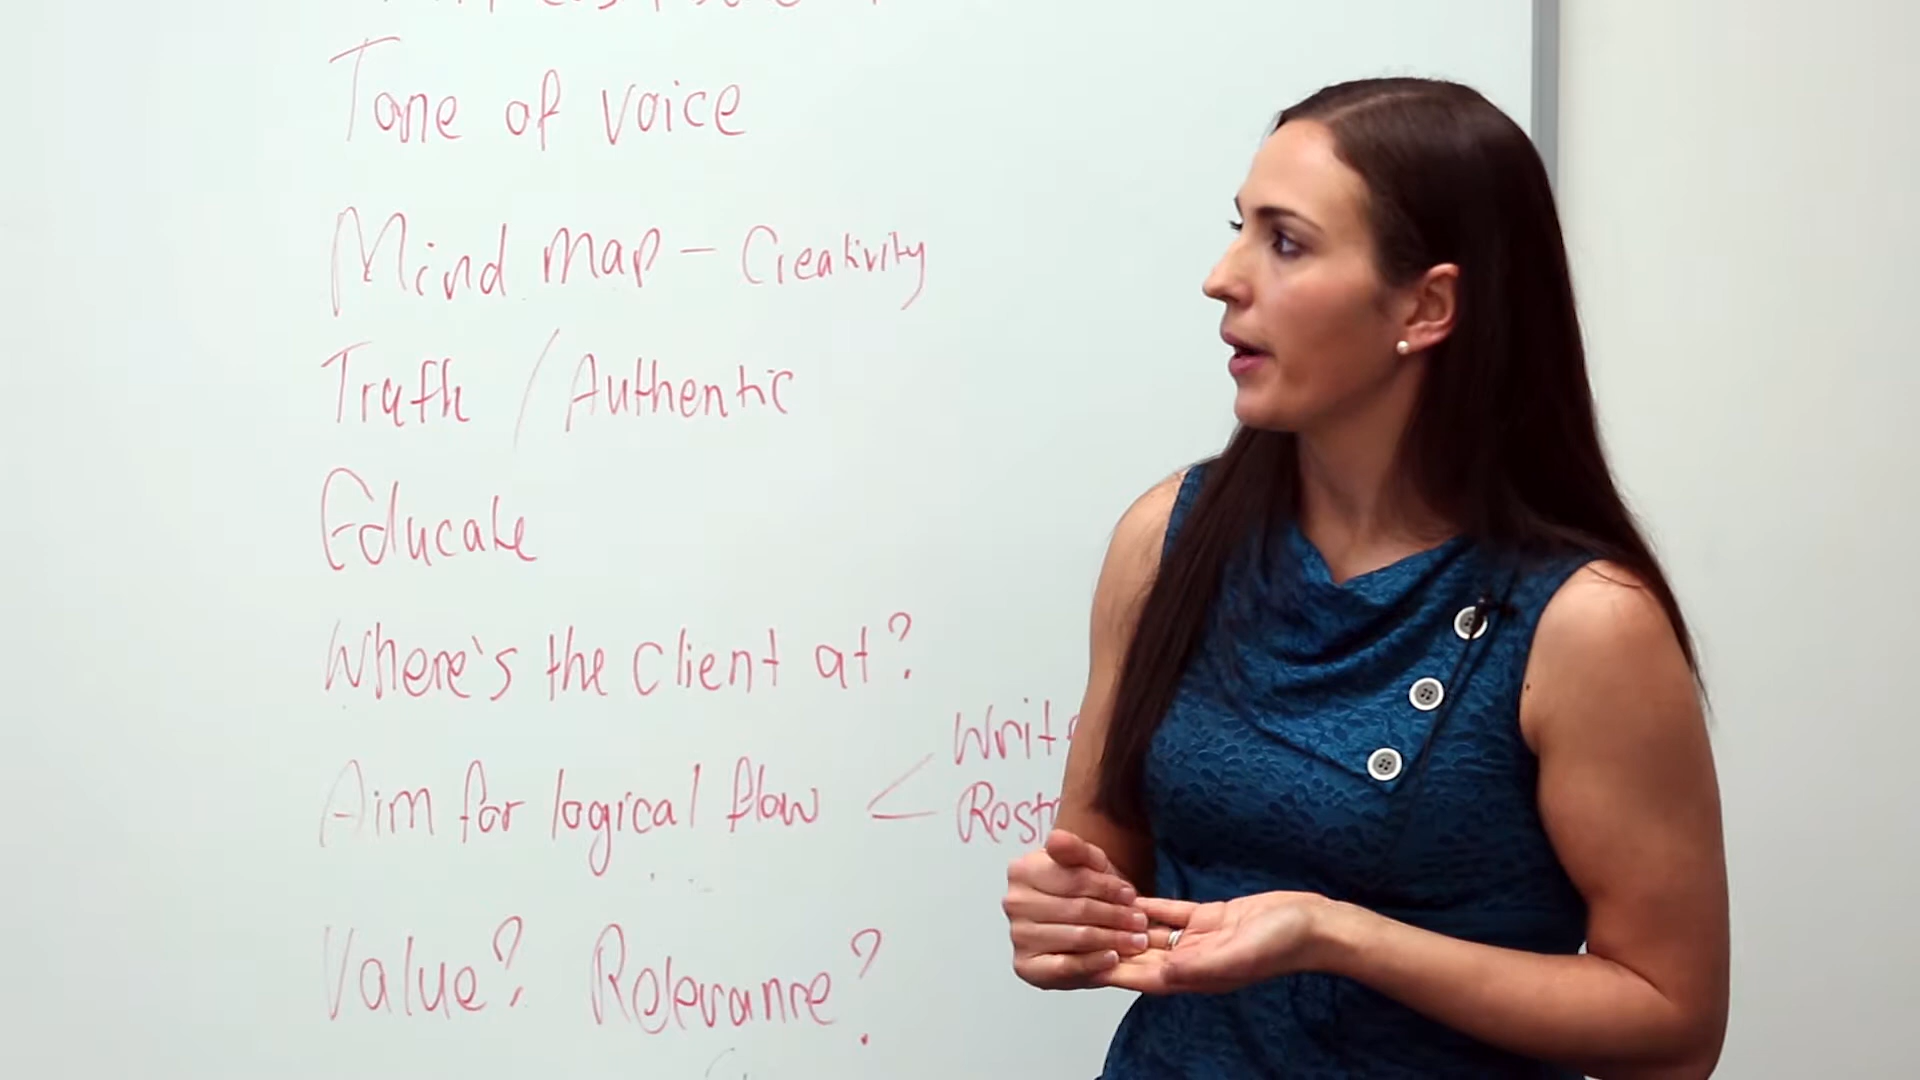 Tone of voice
Mind map - Creativity
Truth / Authentic
Educate
Where's the client at?
Aim for logical flow <
Value? Relevance?